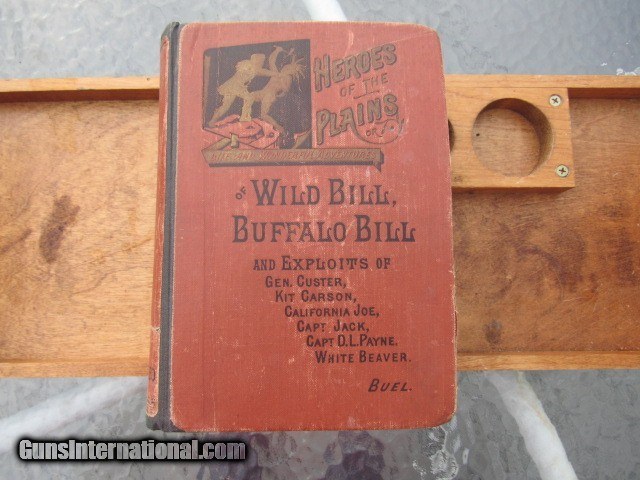 HEROES
OF THE
PLAINS
OR
OF WILD BILL,
BUFFALO BILL
AND EXPLOITS OF
GEN. CUSTER,
KIT CARSON,
CALIFORNIA JOE,
CAPT JACK,
CAPT D.L. PAYNE.
WHITE BEAVER.
BUEL.
GunsInternational.com